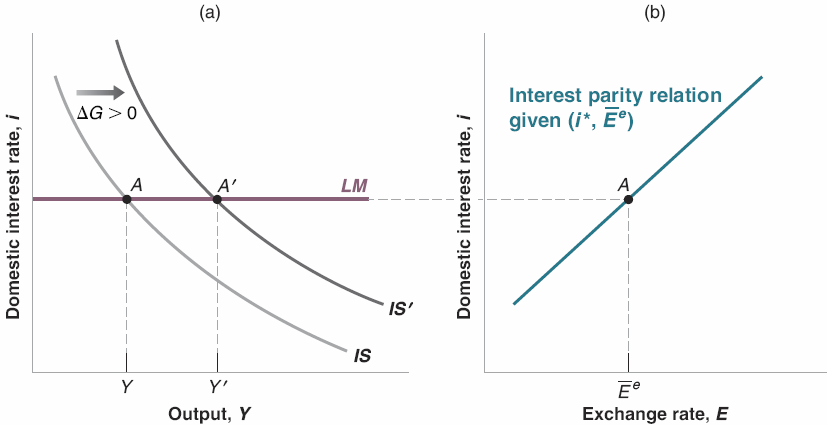 (a)
Domestic interest rate, i
ΔG > 0
A
A′
LM
IS′
IS
Y
Y′
Output, Y
(b)
Domestic interest rate, i
Interest parity relation
given (i*, E̅ᵉ)
A
E̅ᵉ
Exchange rate, E